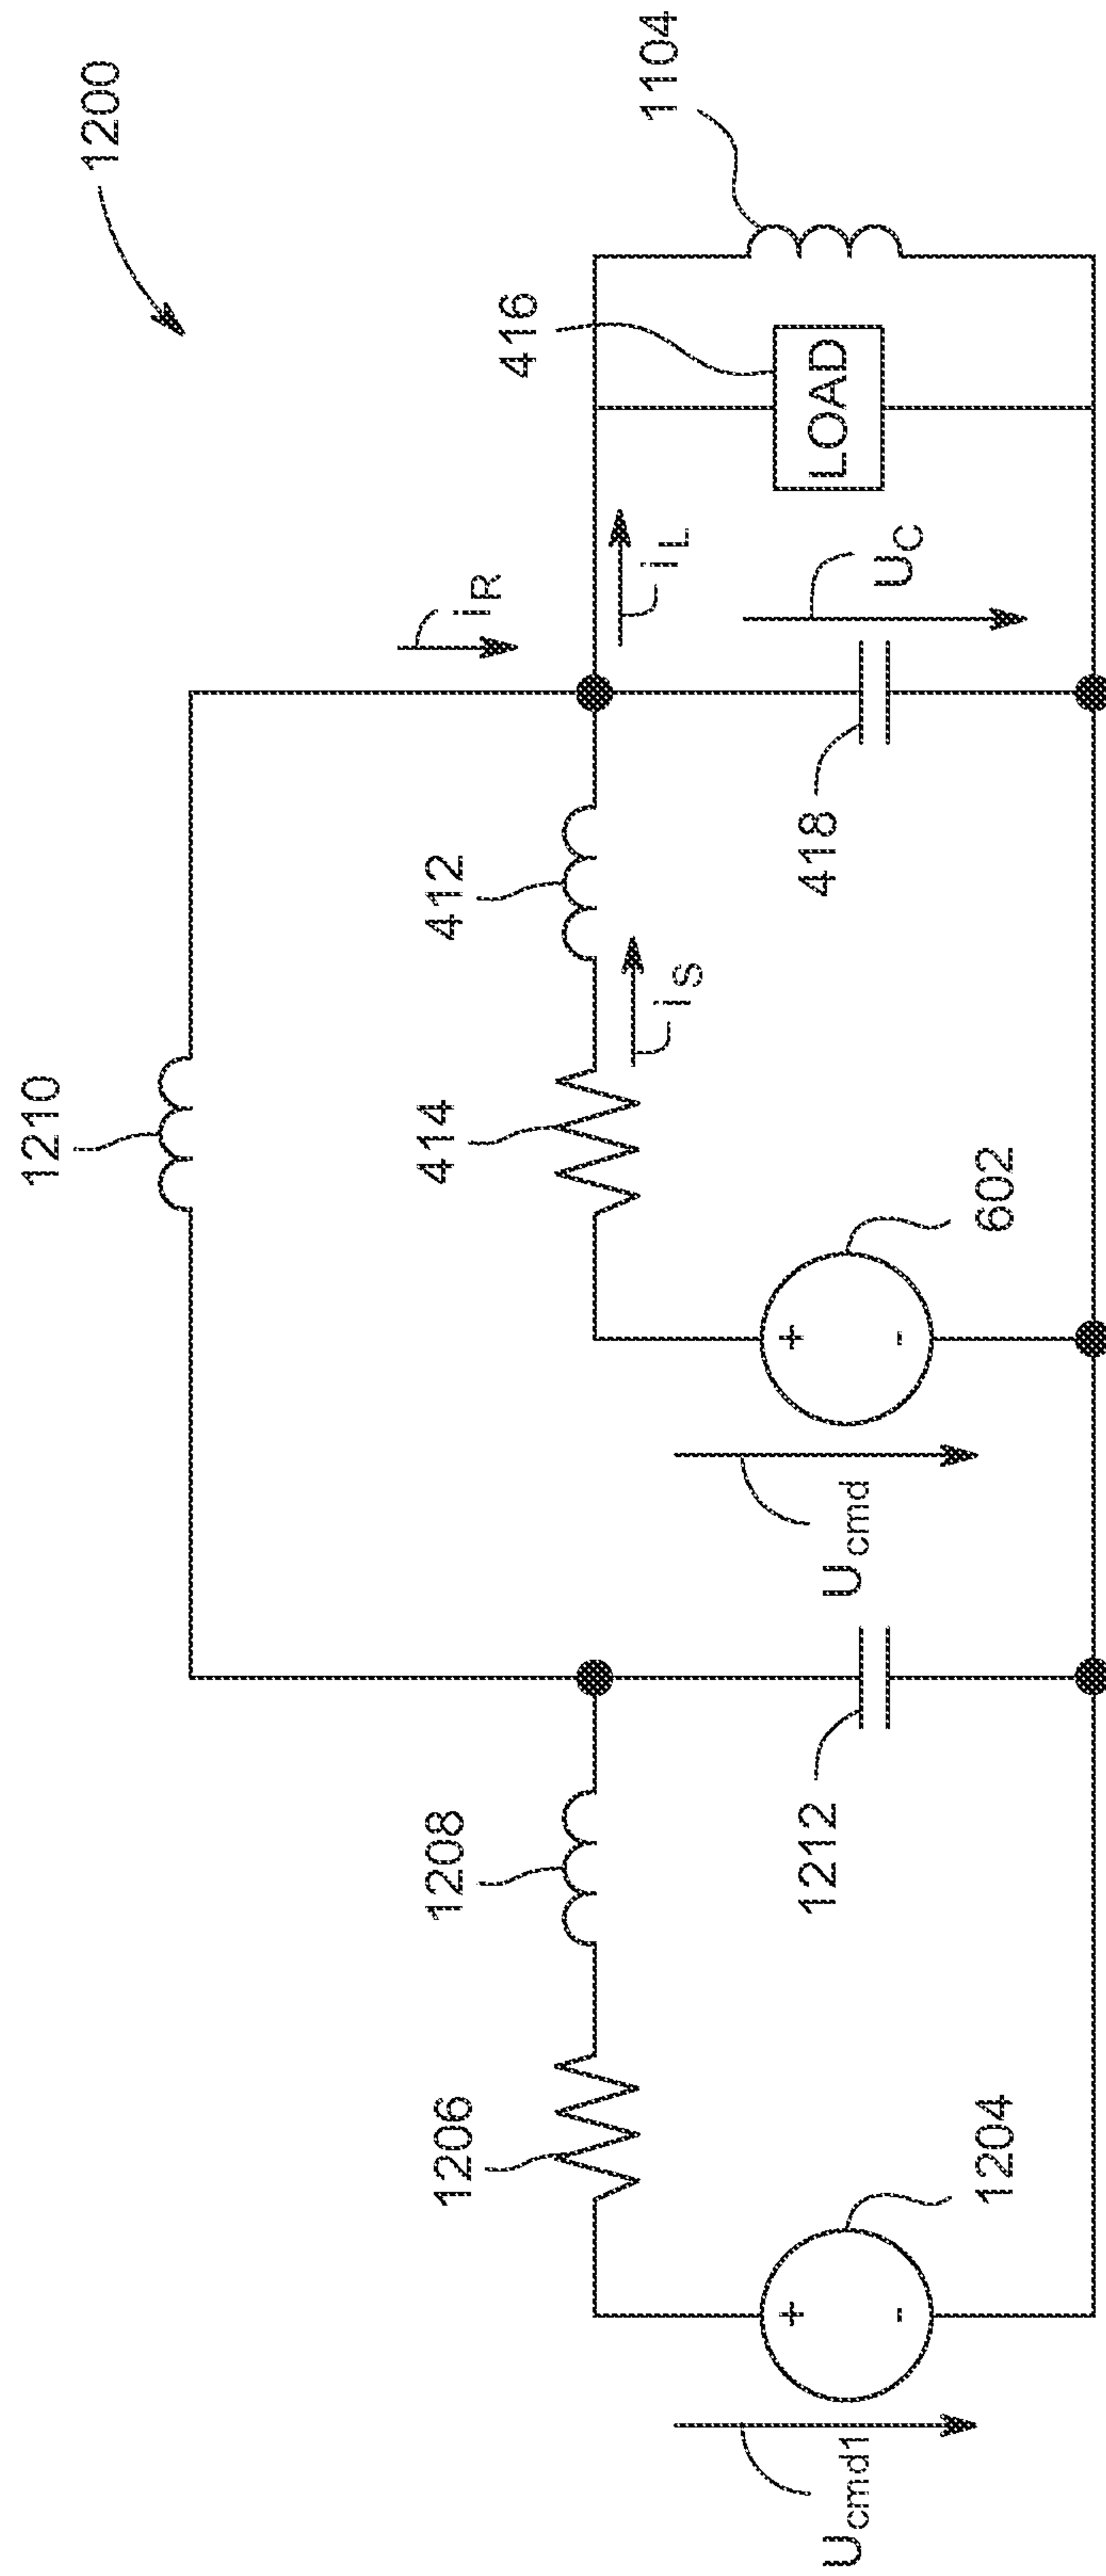 1200
1210
i_R
1104
416
412
414
i_S
i_L
1208
1206
LOAD
U_C
418
+
-
602
U_cmd
1212
+
-
1204
U_cmd1